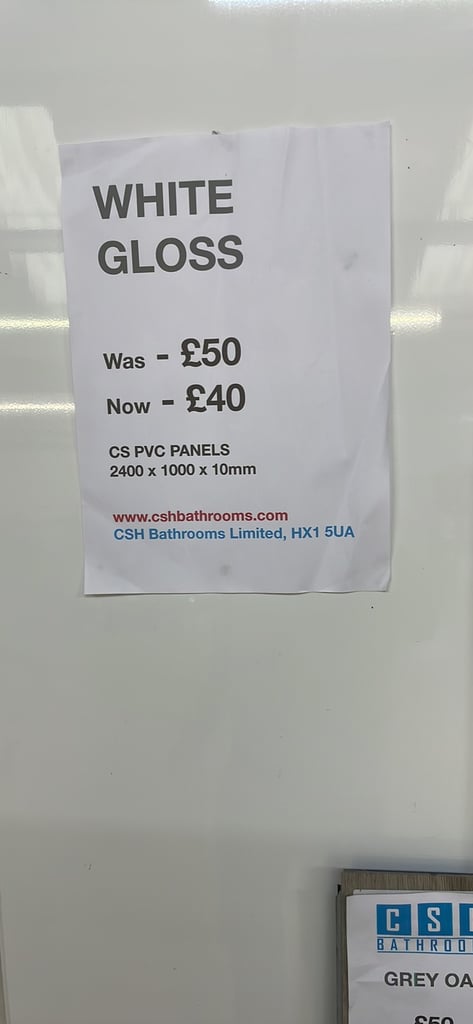 WHITE
GLOSS
Was - £50
Now - £40
CS PVC PANELS
2400 x 1000 x 10mm
www.cshbathrooms.com
CSH Bathrooms Limited, HX1 5UA
CS
GREY